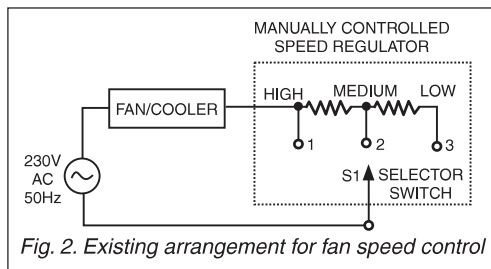 MANUALLY CONTROLLED
SPEED REGULATOR
HIGH MEDIUM LOW
FAN/COOLER
1 2 3
230V
AC
50Hz
S1 SELECTOR
SWITCH
Fig. 2. Existing arrangement for fan speed control